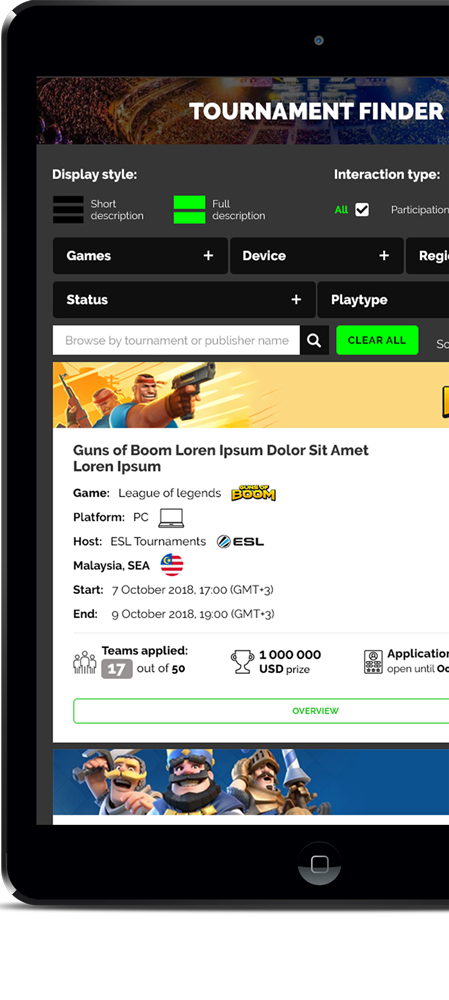 TOURNAMENT FINDER
Display style:
Interaction type:
Short
description
Full
description
All
Participation
Games +
Device +
Regi
Status +
Playtype
Browse by tournament or publisher name
CLEAR ALL
So
Guns of Boom Loren Ipsum Dolor Sit Amet
Loren Ipsum
Game: League of legends GUNS OF BOOM
Platform: PC
Host: ESL Tournaments ESL
Malaysia, SEA
Start: 7 October 2018, 17:00 (GMT+3)
End: 9 October 2018, 19:00 (GMT+3)
Teams applied:
17 out of 50
1 000 000
USD prize
Application
open until Oc
OVERVIEW